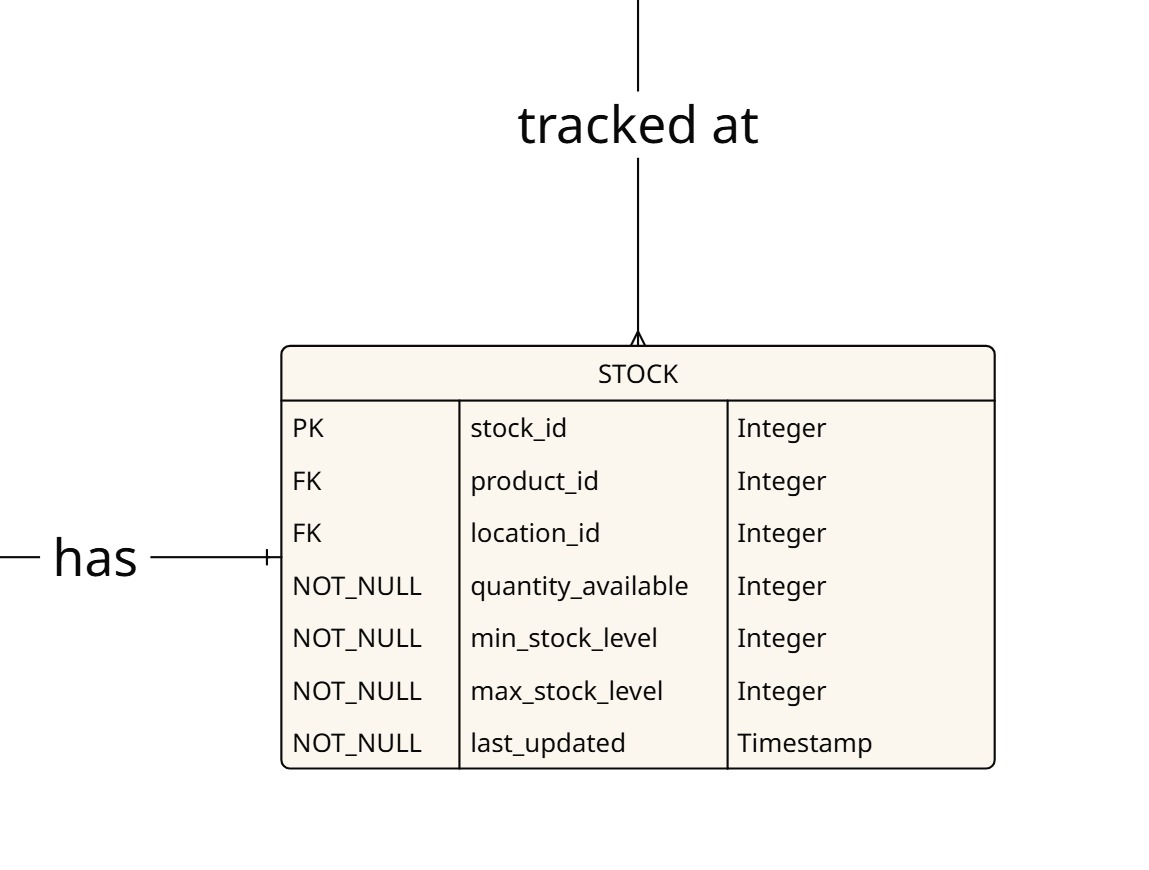 tracked at
STOCK
PK stock_id Integer
FK product_id Integer
FK location_id Integer
has
NOT_NULL quantity_available Integer
NOT_NULL min_stock_level Integer
NOT_NULL max_stock_level Integer
NOT_NULL last_updated Timestamp